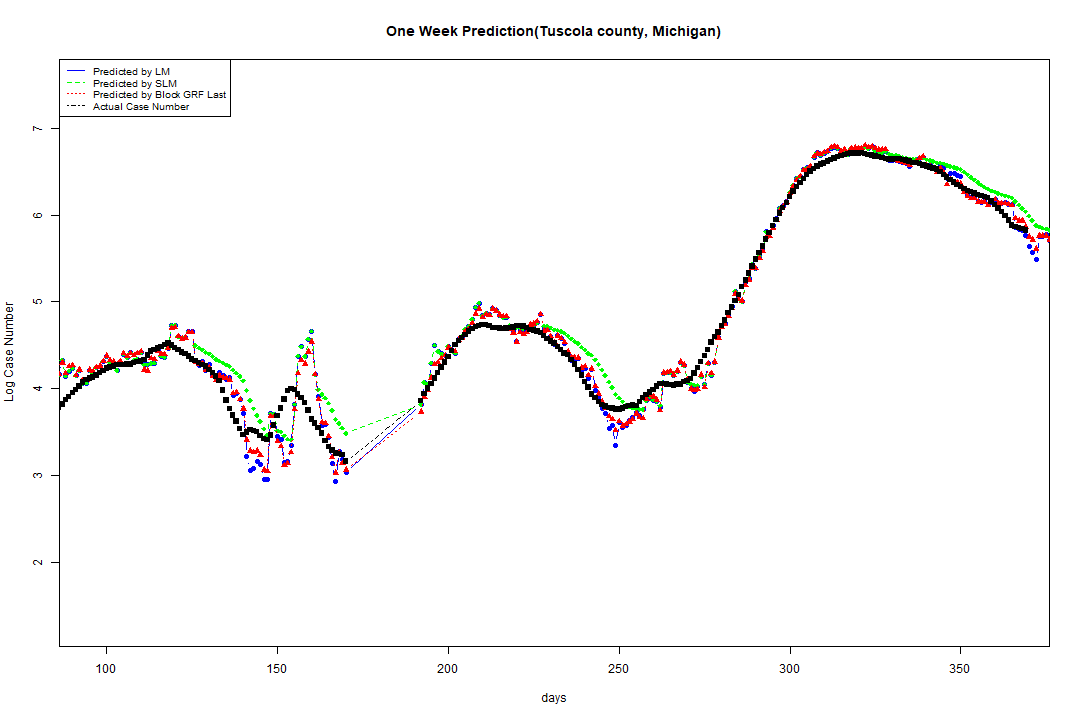 One Week Prediction(Tuscola county, Michigan)
Predicted by LM
Predicted by SLM
Predicted by Block GRF Last
Actual Case Number
7
6
5
4
3
2
Log Case Number
100 150 200 250 300 350
days